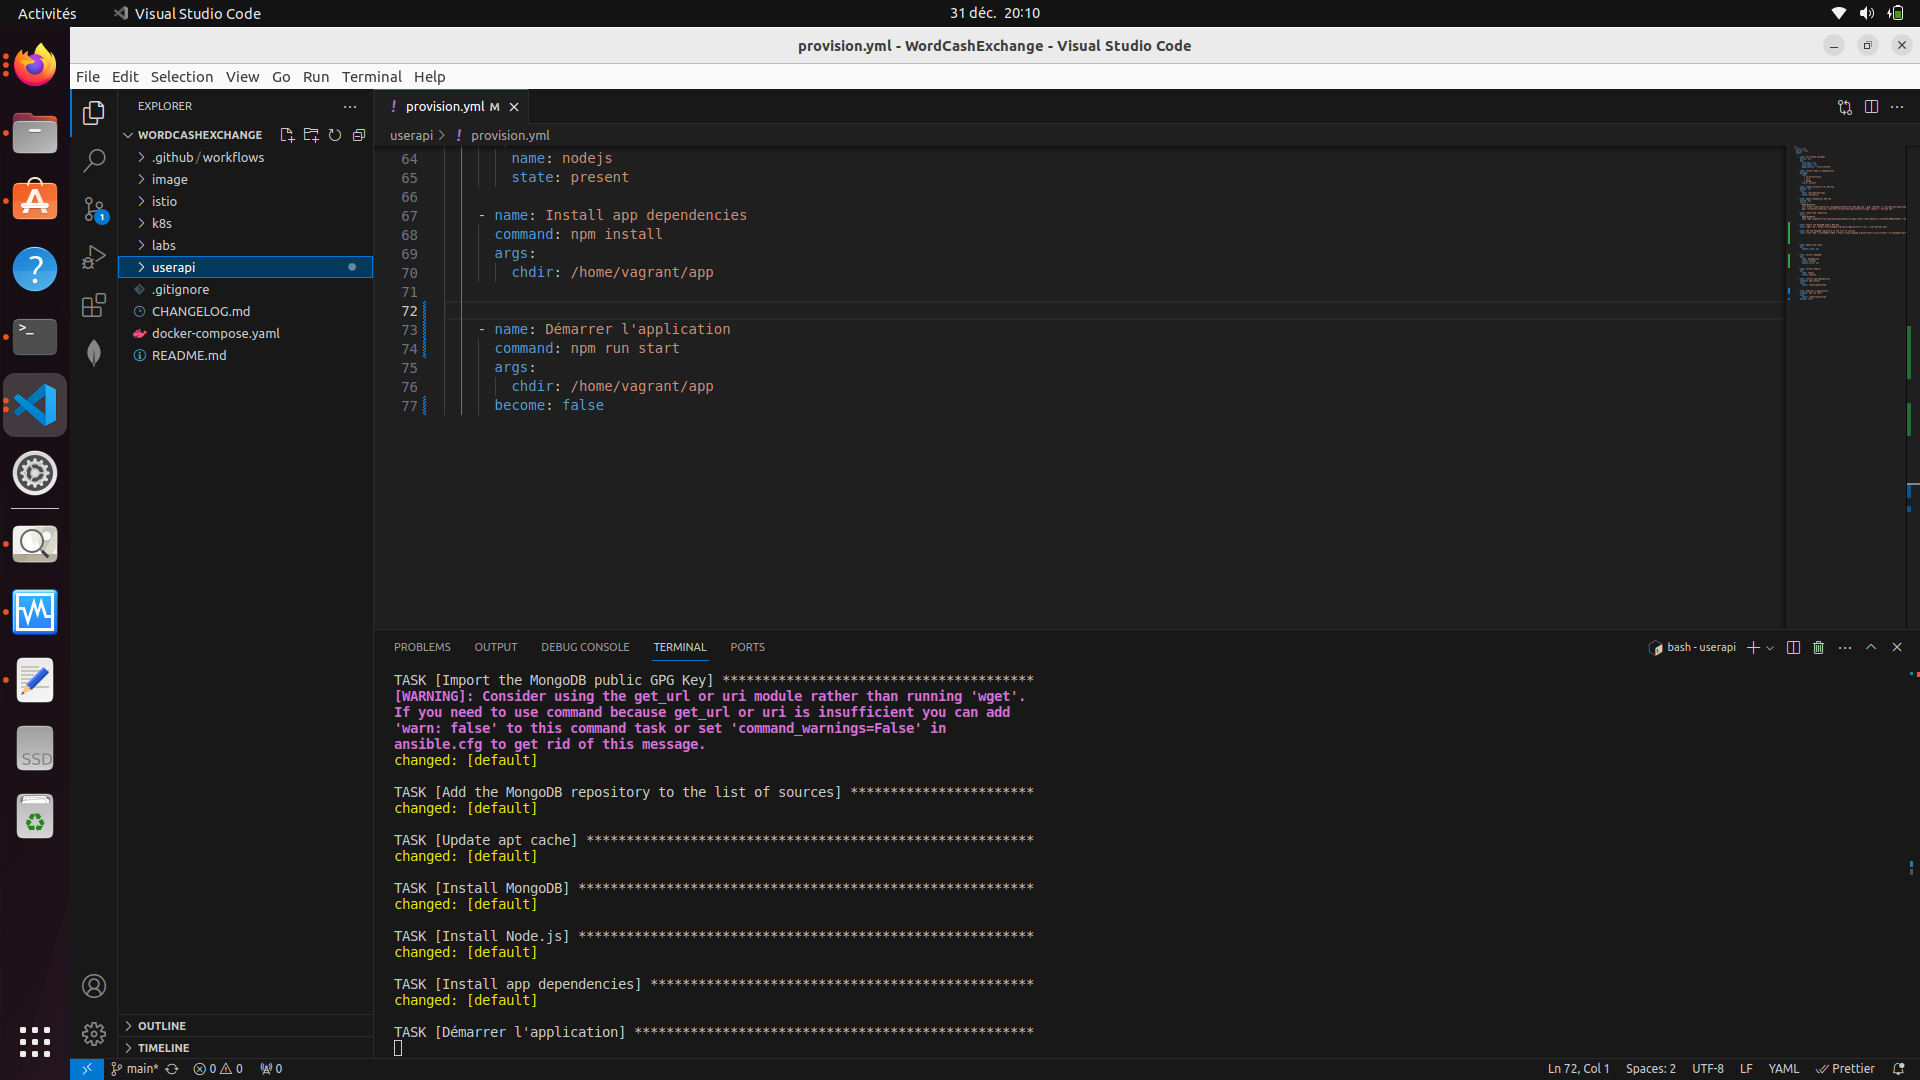 Activités
Visual Studio Code
31 déc. 20:10
provision.yml - WordCashExchange - Visual Studio Code
File Edit Selection View Go Run Terminal Help
EXPLORER
WORDCASHEXCHANGE
.github/workflows
image
istio
k8s
labs
userapi
.gitignore
CHANGELOG.md
docker-compose.yaml
README.md
OUTLINE
TIMELINE
1
SSD
! provision.yml M
userapi > ! provision.yml
64 name: nodejs
65 state: present
66
67 - name: Install app dependencies
68 command: npm install
69 args:
70 chdir: /home/vagrant/app
71
72
73 - name: Démarrer l'application
74 command: npm run start
75 args:
76 chdir: /home/vagrant/app
77 become: false
PROBLEMS OUTPUT DEBUG CONSOLE TERMINAL PORTS
bash - userapi
TASK [Import the MongoDB public GPG Key] ***************************************
[WARNING]: Consider using the get_url or uri module rather than running 'wget'.
If you need to use command because get_url or uri is insufficient you can add
'warn: false' to this command task or set 'command_warnings=False' in
ansible.cfg to get rid of this message.
changed: [default]
TASK [Add the MongoDB repository to the list of sources] ***********************
changed: [default]
TASK [Update apt cache] ********************************************************
changed: [default]
TASK [Install MongoDB] *********************************************************
changed: [default]
TASK [Install Node.js] *********************************************************
changed: [default]
TASK [Install app dependencies] ************************************************
changed: [default]
TASK [Démarrer l'application] **************************************************
main* 0 0 0
Ln 72, Col 1 Spaces: 2 UTF-8 LF YAML Prettier